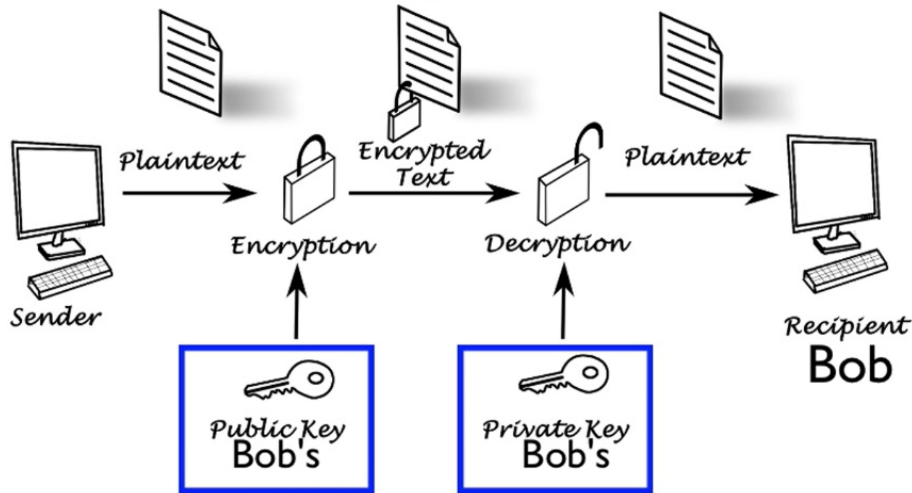 Plaintext
Encrypted
Text
Plaintext
Encryption
Decryption
Sender
Recipient
Bob
Public Key
Bob's
Private Key
Bob's